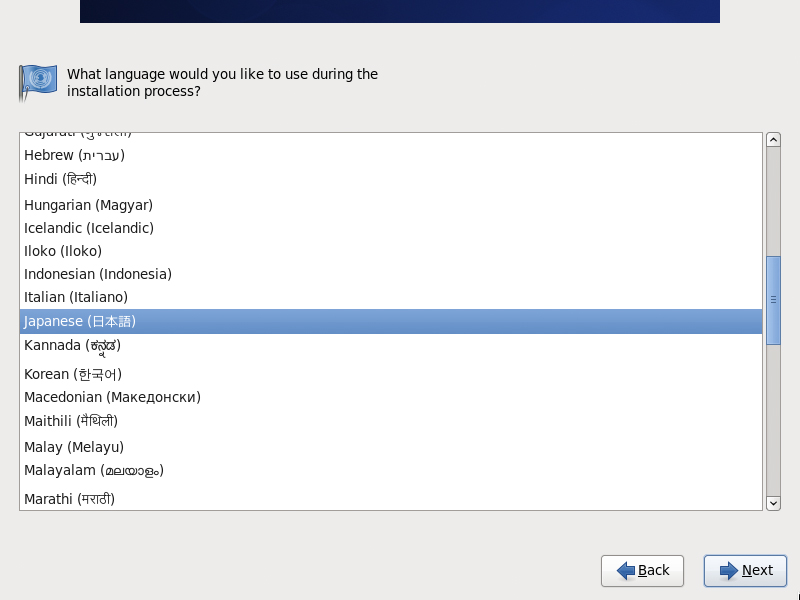 What language would you like to use during the
installation process?
Gujarati (ગુજરાતી)
Hebrew (עברית)
Hindi (हिन्दी)
Hungarian (Magyar)
Icelandic (Icelandic)
Iloko (Iloko)
Indonesian (Indonesia)
Italian (Italiano)
Japanese (日本語)
Kannada (ಕನ್ನಡ)
Korean (한국어)
Macedonian (Македонски)
Maithili (मैथिली)
Malay (Melayu)
Malayalam (മലയാളം)
Marathi (मराठी)
Back
Next